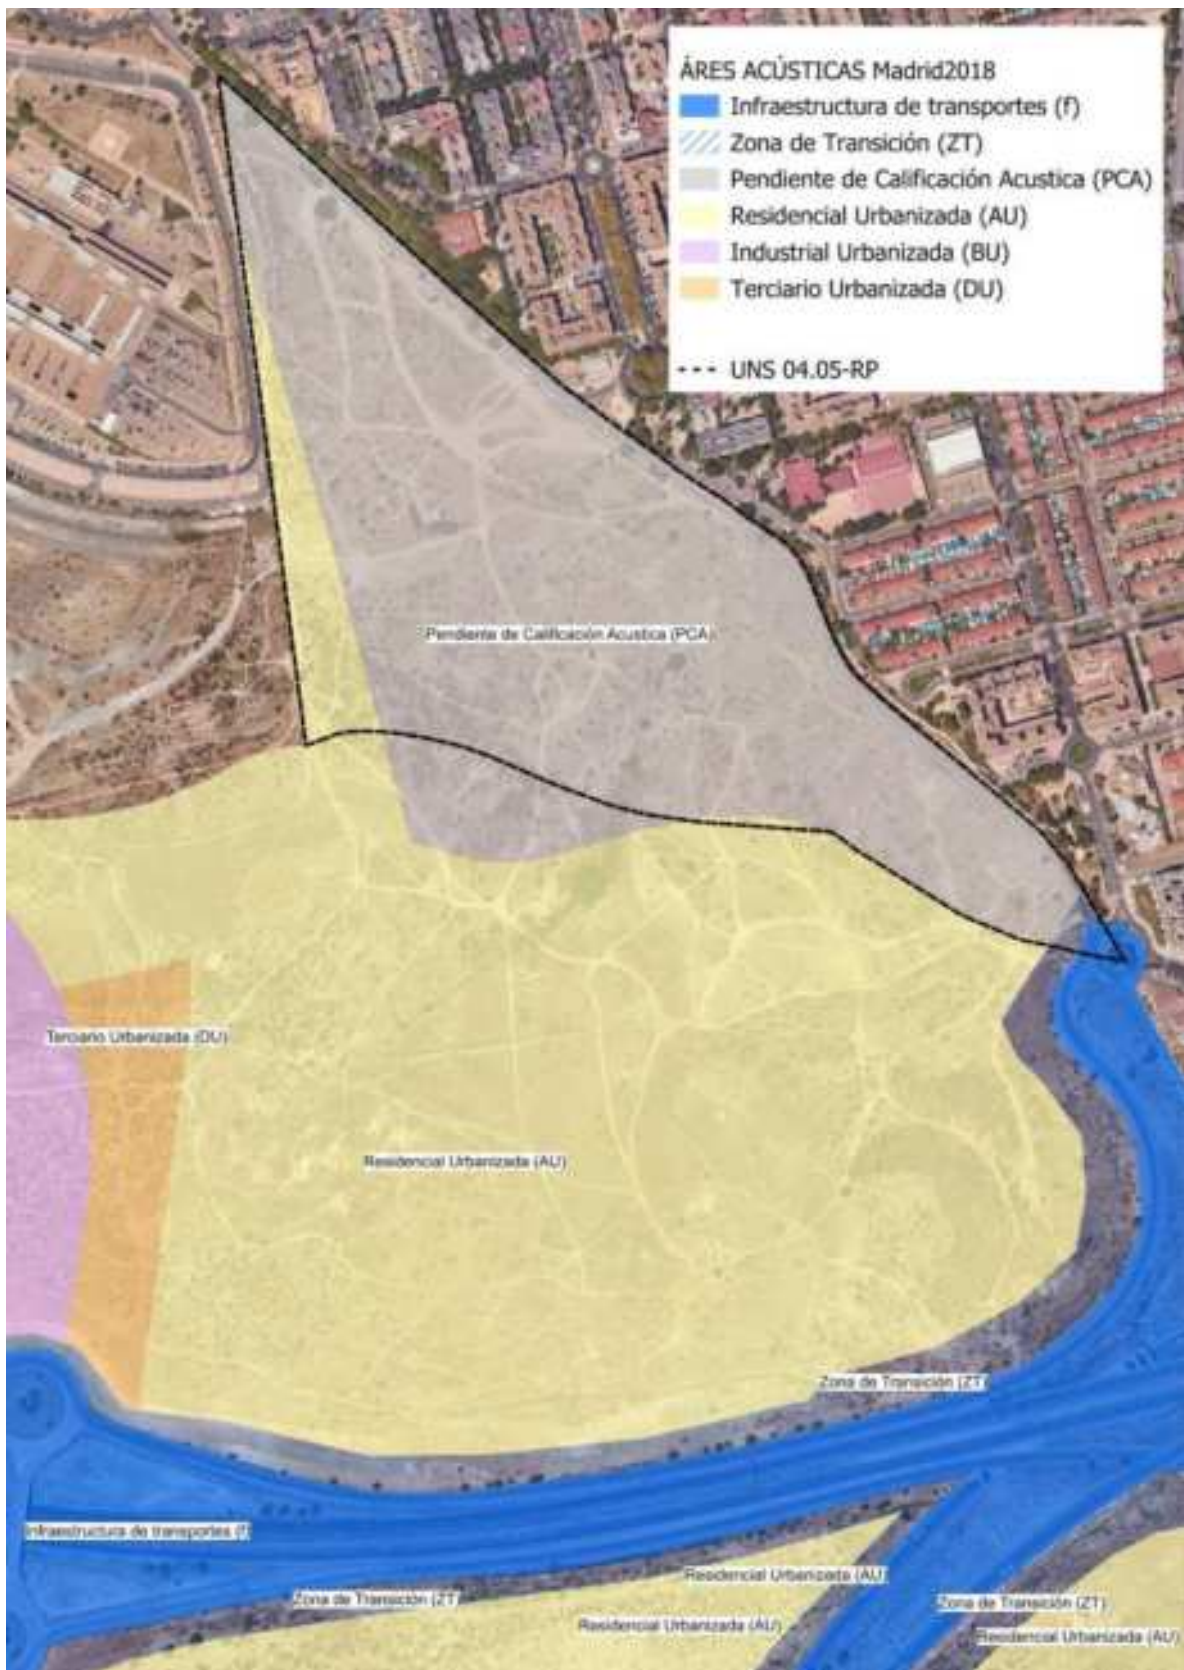 ÁRES ACÚSTICAS Madrid2018
Infraestructura de transportes (f)
Zona de Transición (ZT)
Pendiente de Calificación Acustica (PCA)
Residencial Urbanizada (AU)
Industrial Urbanizada (BU)
Terciario Urbanizada (DU)
UNS 04.05-RP
Pendiente de Calificación Acustica (PCA)
Terciario Urbanizada (DU)
Residencial Urbanizada (AU)
Zona de Transición (ZT)
Infraestructura de transportes (f)
Residencial Urbanizada (AU)
Zona de Transición (ZT)
Zona de Transición (ZT)
Residencial Urbanizada (AU)
Residencial Urbanizada (AU)